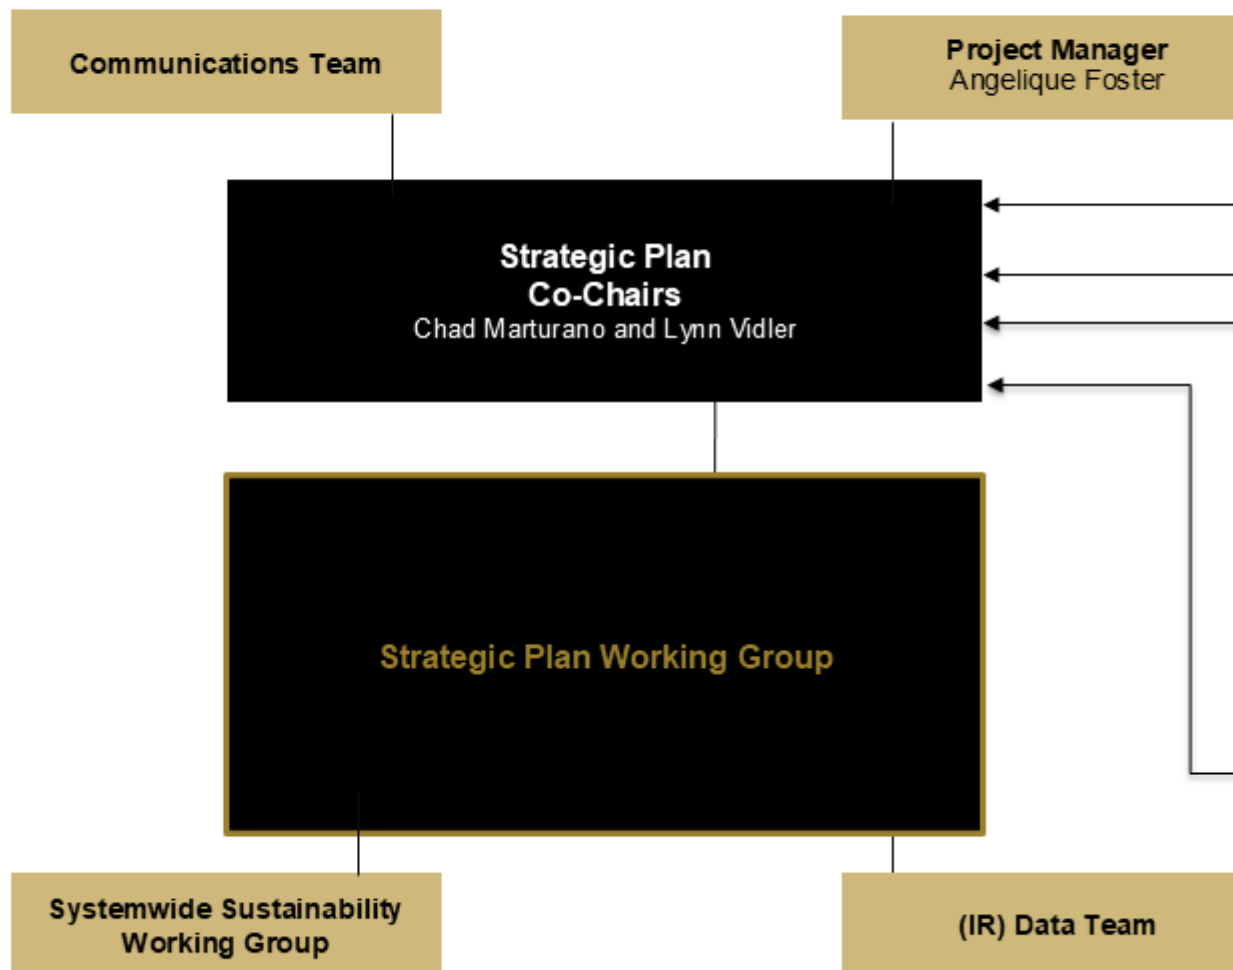 Communications Team
Project Manager
Angelique Foster
Strategic Plan
Co-Chairs
Chad Marturano and Lynn Vidler
Strategic Plan Working Group
Systemwide Sustainability
Working Group
(IR) Data Team